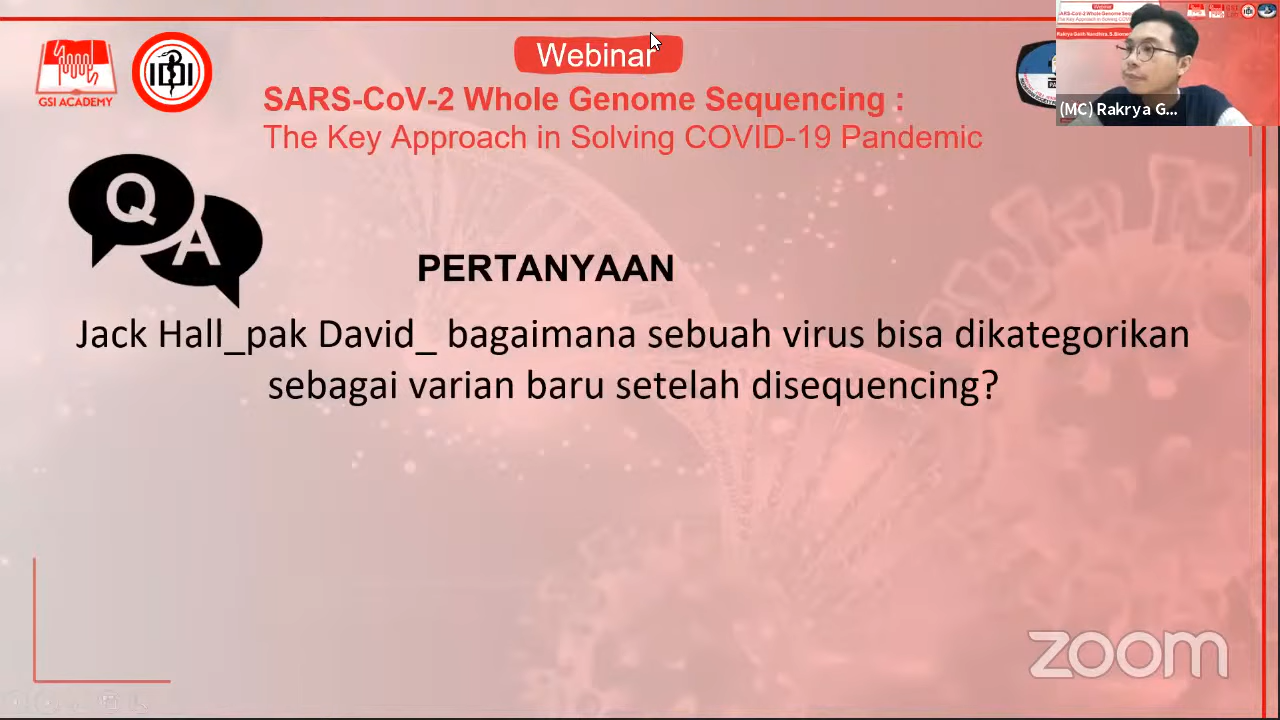 Webinar
SARS-CoV-2 Whole Genome Sequencing :
The Key Approach in Solving COVID-19 Pandemic
GSI ACADEMY
IDI
(MC) Rakrya G...
Q
A
PERTANYAAN
Jack Hall_pak David_ bagaimana sebuah virus bisa dikategorikan
sebagai varian baru setelah disequencing?
zoom